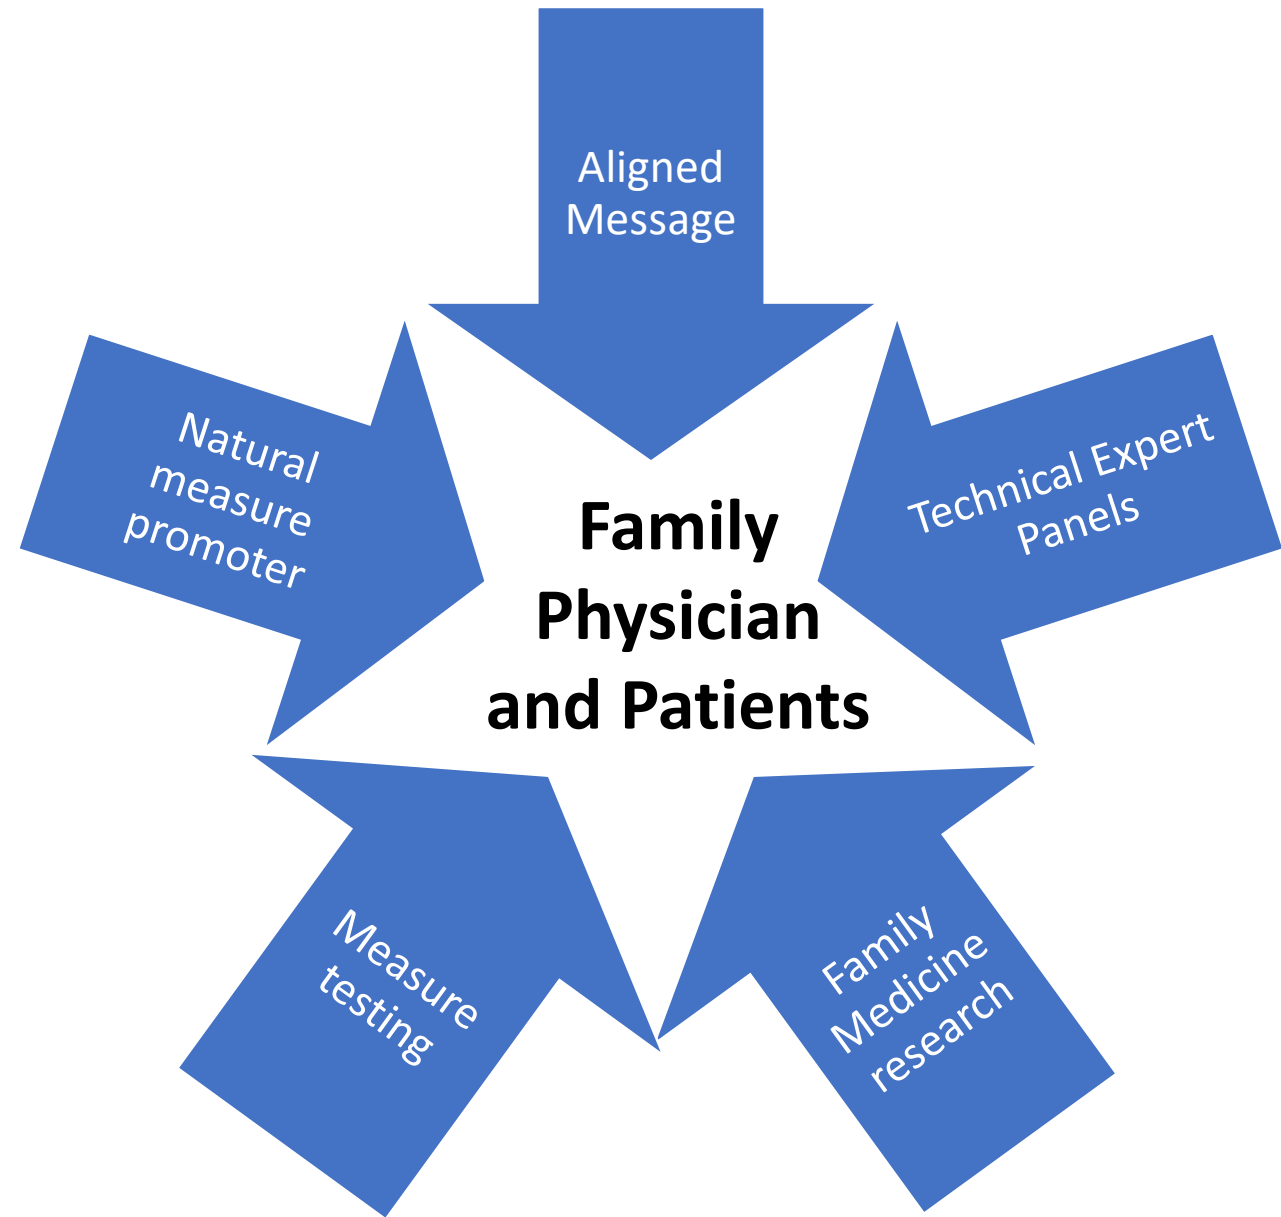 Aligned
Message
Natural
measure
promoter
Technical Expert
Panels
Family
Physician
and Patients
Measure
testing
Family
Medicine
research